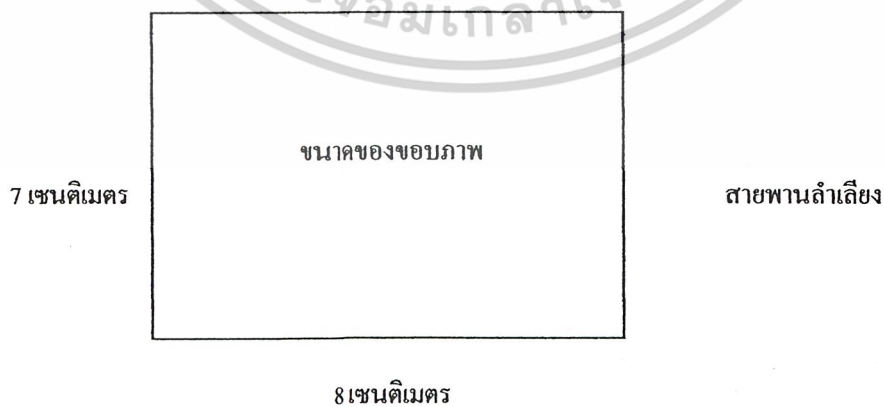 ขนาดของขอบภาพ
7 เซนติเมตร
สายพานลำเลียง
8 เซนติเมตร